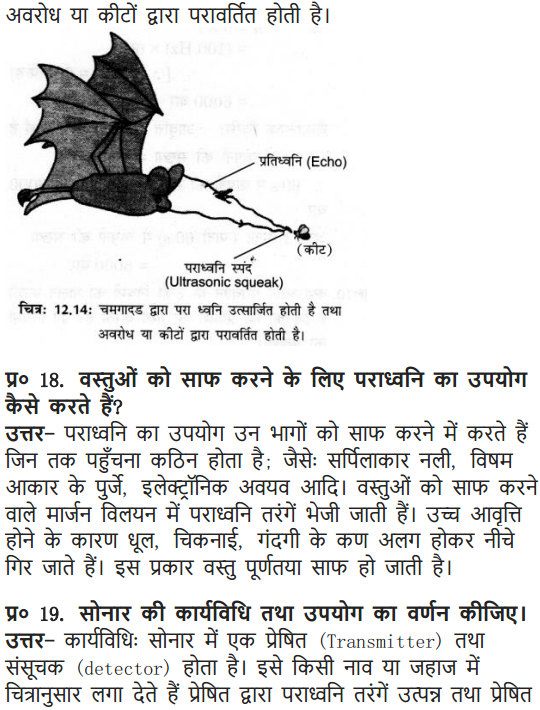 अवरोध या कीटों द्वारा परावर्तित होती है।
प्रतिध्वनि (Echo)
(कीट)
पराध्वनि स्पंद
(Ultrasonic squeak)
चित्र: 12.14: चमगादड द्वारा परा ध्वनि उत्सार्जित होती है तथा
अवरोध या कीटों द्वारा परावर्तित होती है।
प्र० 18. वस्तुओं को साफ करने के लिए पराध्वनि का उपयोग
कैसे करते हैं?
उत्तर– पराध्वनि का उपयोग उन भागों को साफ करने में करते हैं
जिन तक पहुँचना कठिन होता है; जैसेः सर्पिलाकार नली, विषम
आकार के पुर्जे, इलेक्ट्रॉनिक अवयव आदि। वस्तुओं को साफ करने
वाले मार्जन विलयन में पराध्वनि तरंगें भेजी जाती हैं। उच्च आवृत्ति
होने के कारण धूल, चिकनाई, गंदगी के कण अलग होकर नीचे
गिर जाते हैं। इस प्रकार वस्तु पूर्णतया साफ हो जाती है।
प्र० 19. सोनार की कार्यविधि तथा उपयोग का वर्णन कीजिए।
उत्तर– कार्यविधिः सोनार में एक प्रेषित (Transmitter) तथा
संसूचक (detector) होता है। इसे किसी नाव या जहाज में
चित्रानुसार लगा देते हैं प्रेषित द्वारा पराध्वनि तरंगें उत्पन्न तथा प्रेषित